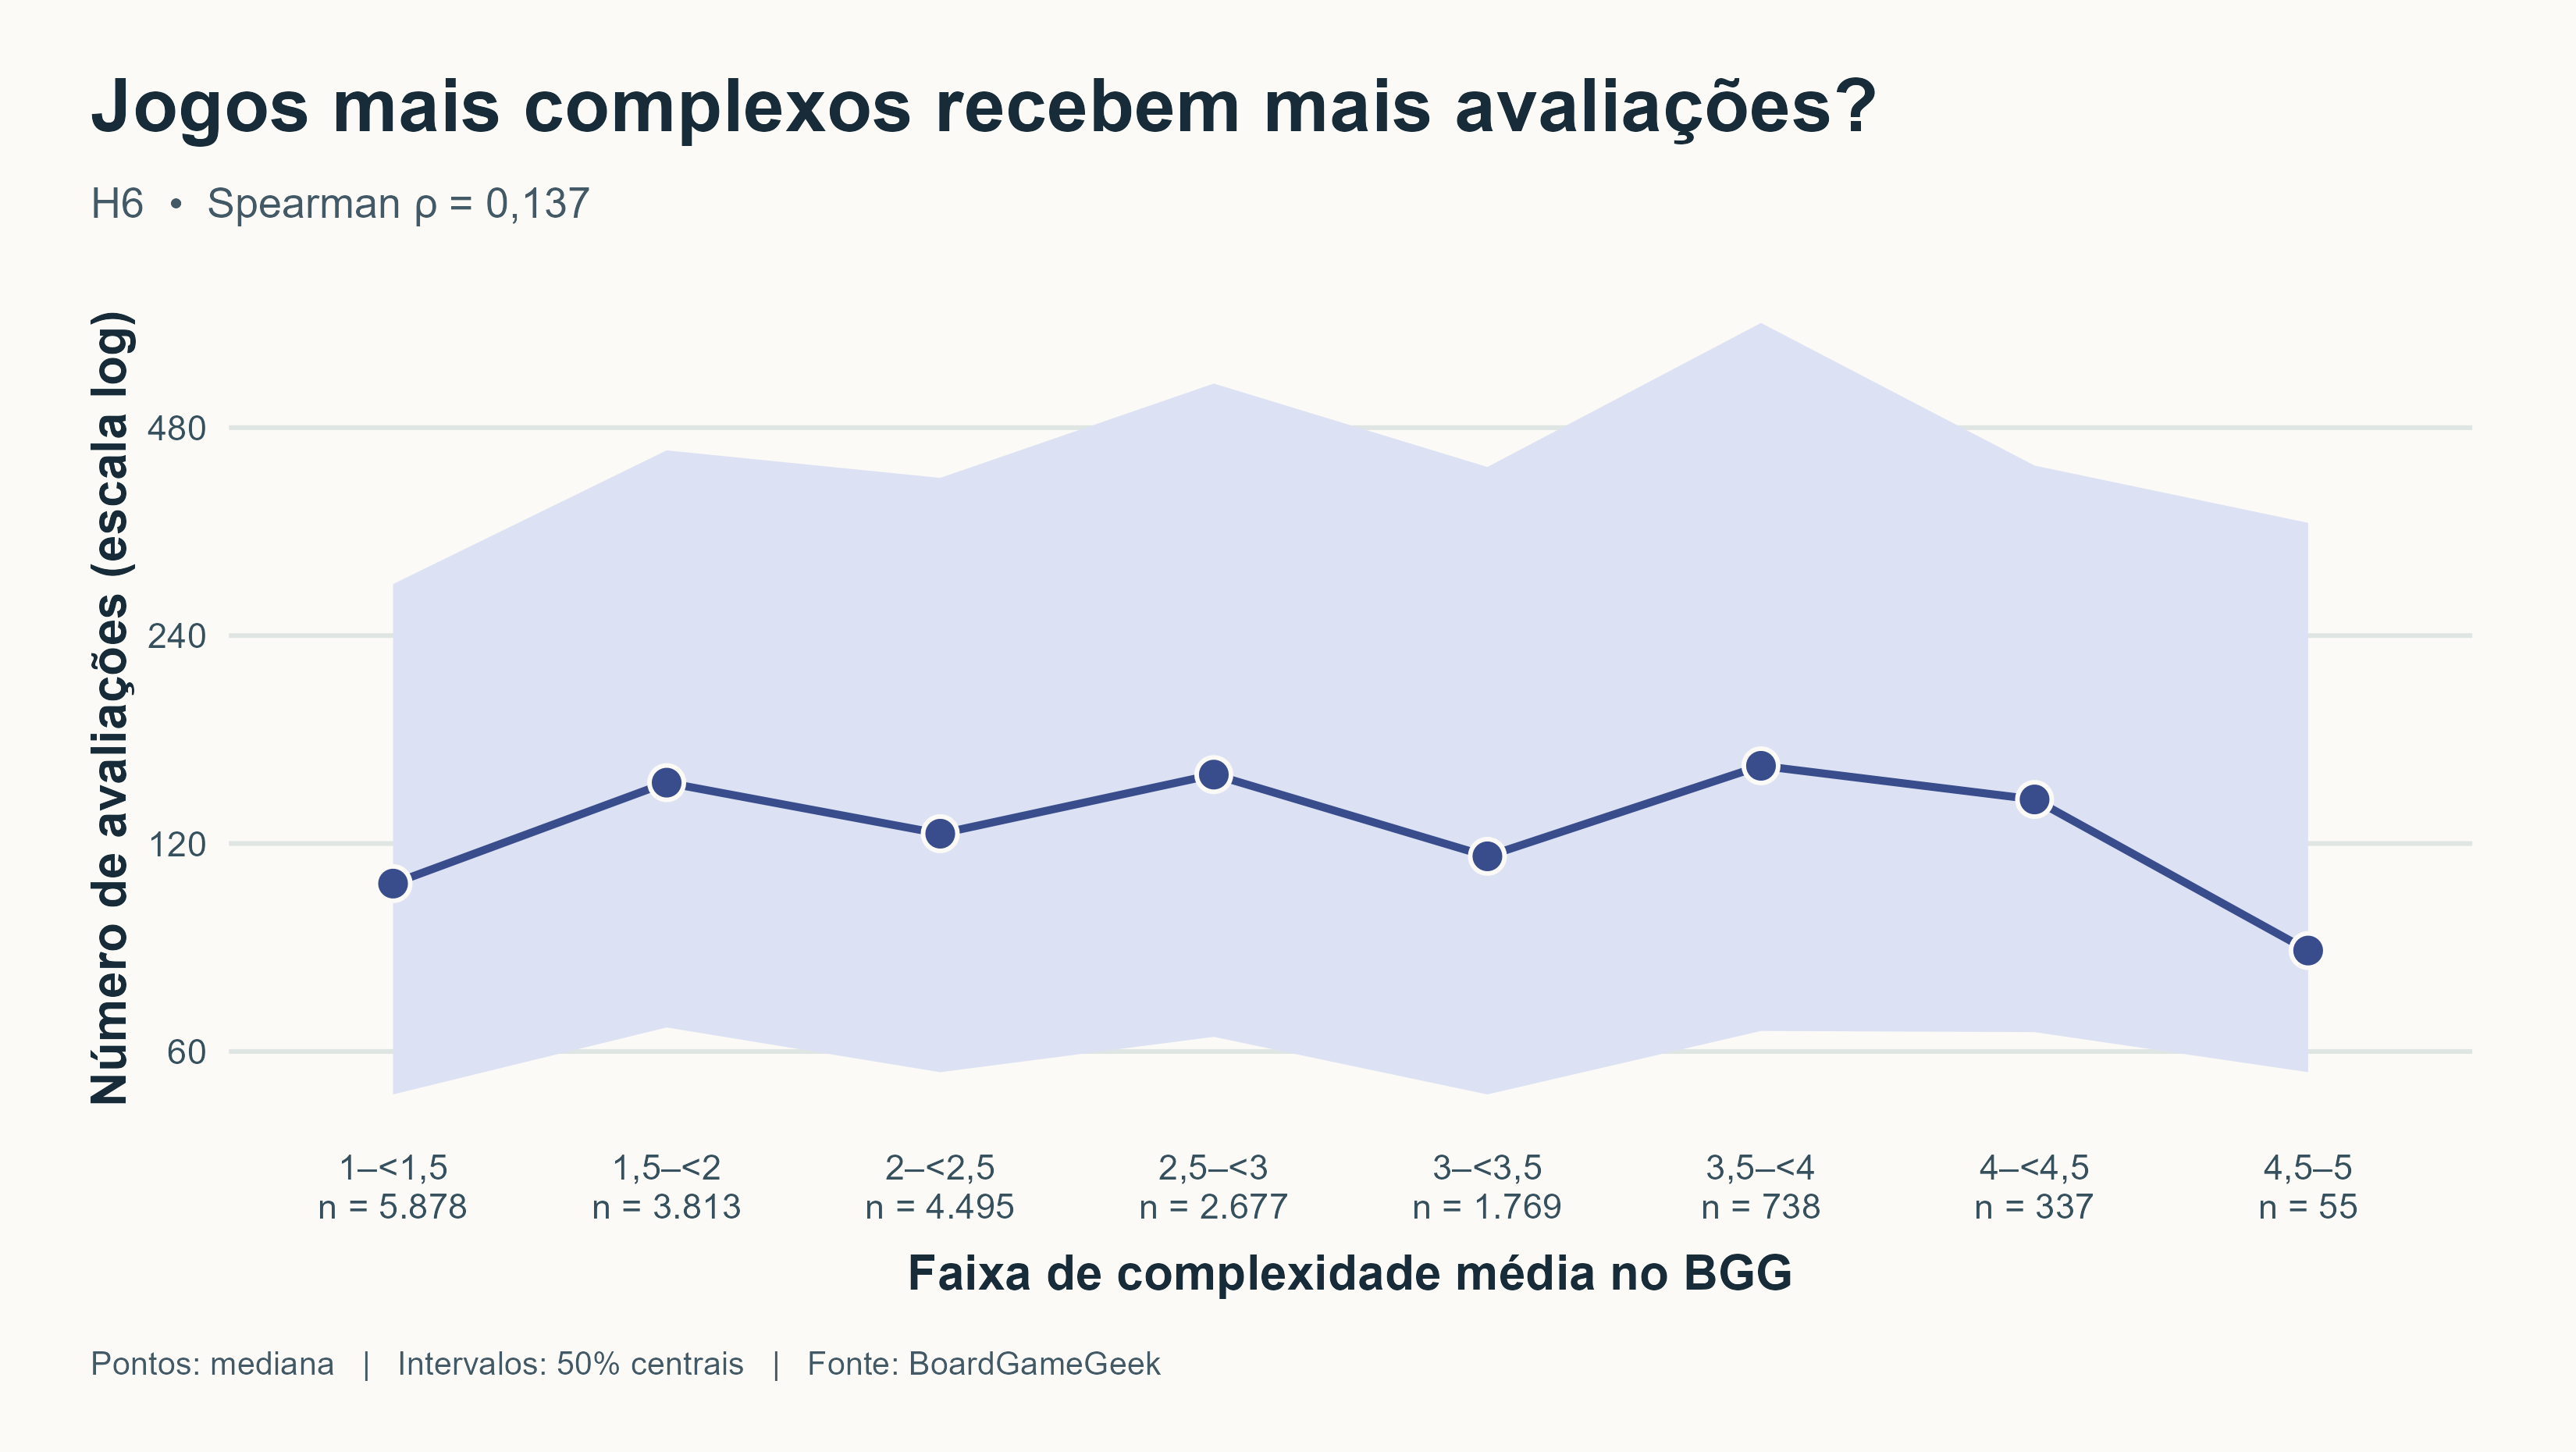 Jogos mais complexos recebem mais avaliações?
H6 • Spearman ρ = 0,137
Número de avaliações (escala log)
480
240
120
60
1–<1,5
n = 5.878
1,5–<2
n = 3.813
2–<2,5
n = 4.495
2,5–<3
n = 2.677
3–<3,5
n = 1.769
3,5–<4
n = 738
4–<4,5
n = 337
4,5–5
n = 55
Faixa de complexidade média no BGG
Pontos: mediana | Intervalos: 50% centrais | Fonte: BoardGameGeek